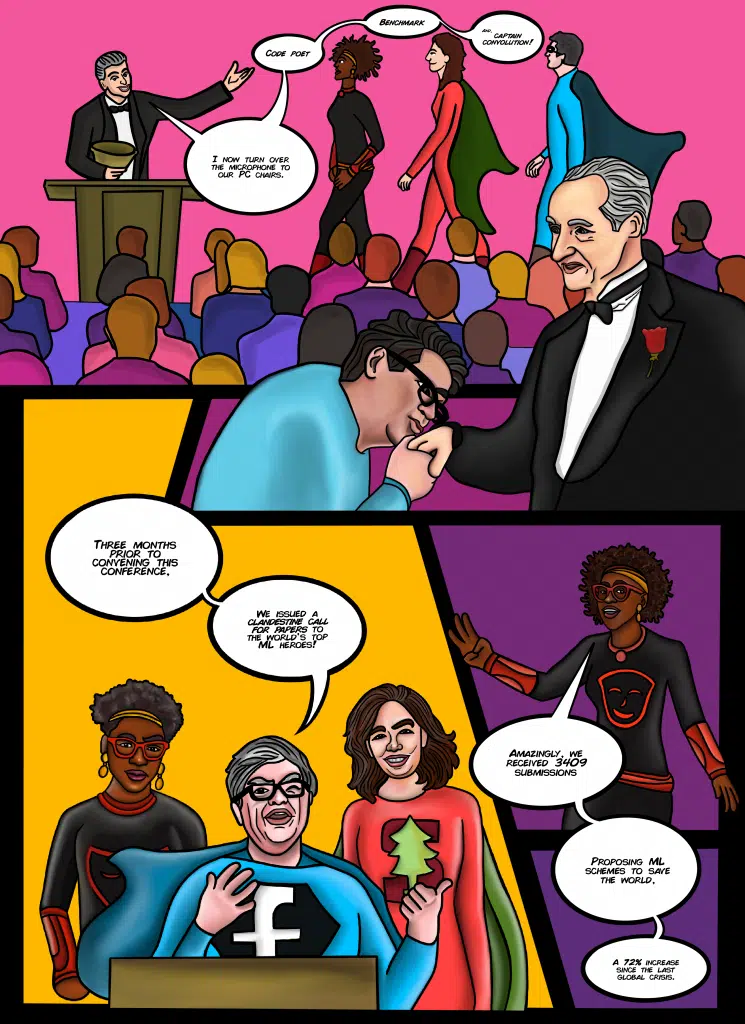 I now turn over
the microphone to
our PC chairs.
Code poet
Benchmark
and,
captain
convolution!
Three months
prior to
convening this
conference,
We issued a
clandestine call
for papers to
the world's top
ML heroes!
Amazingly, we
received 3409
submissions
Proposing ML
schemes to save
the world,
A 72% increase
since the last
global crisis.
f
S